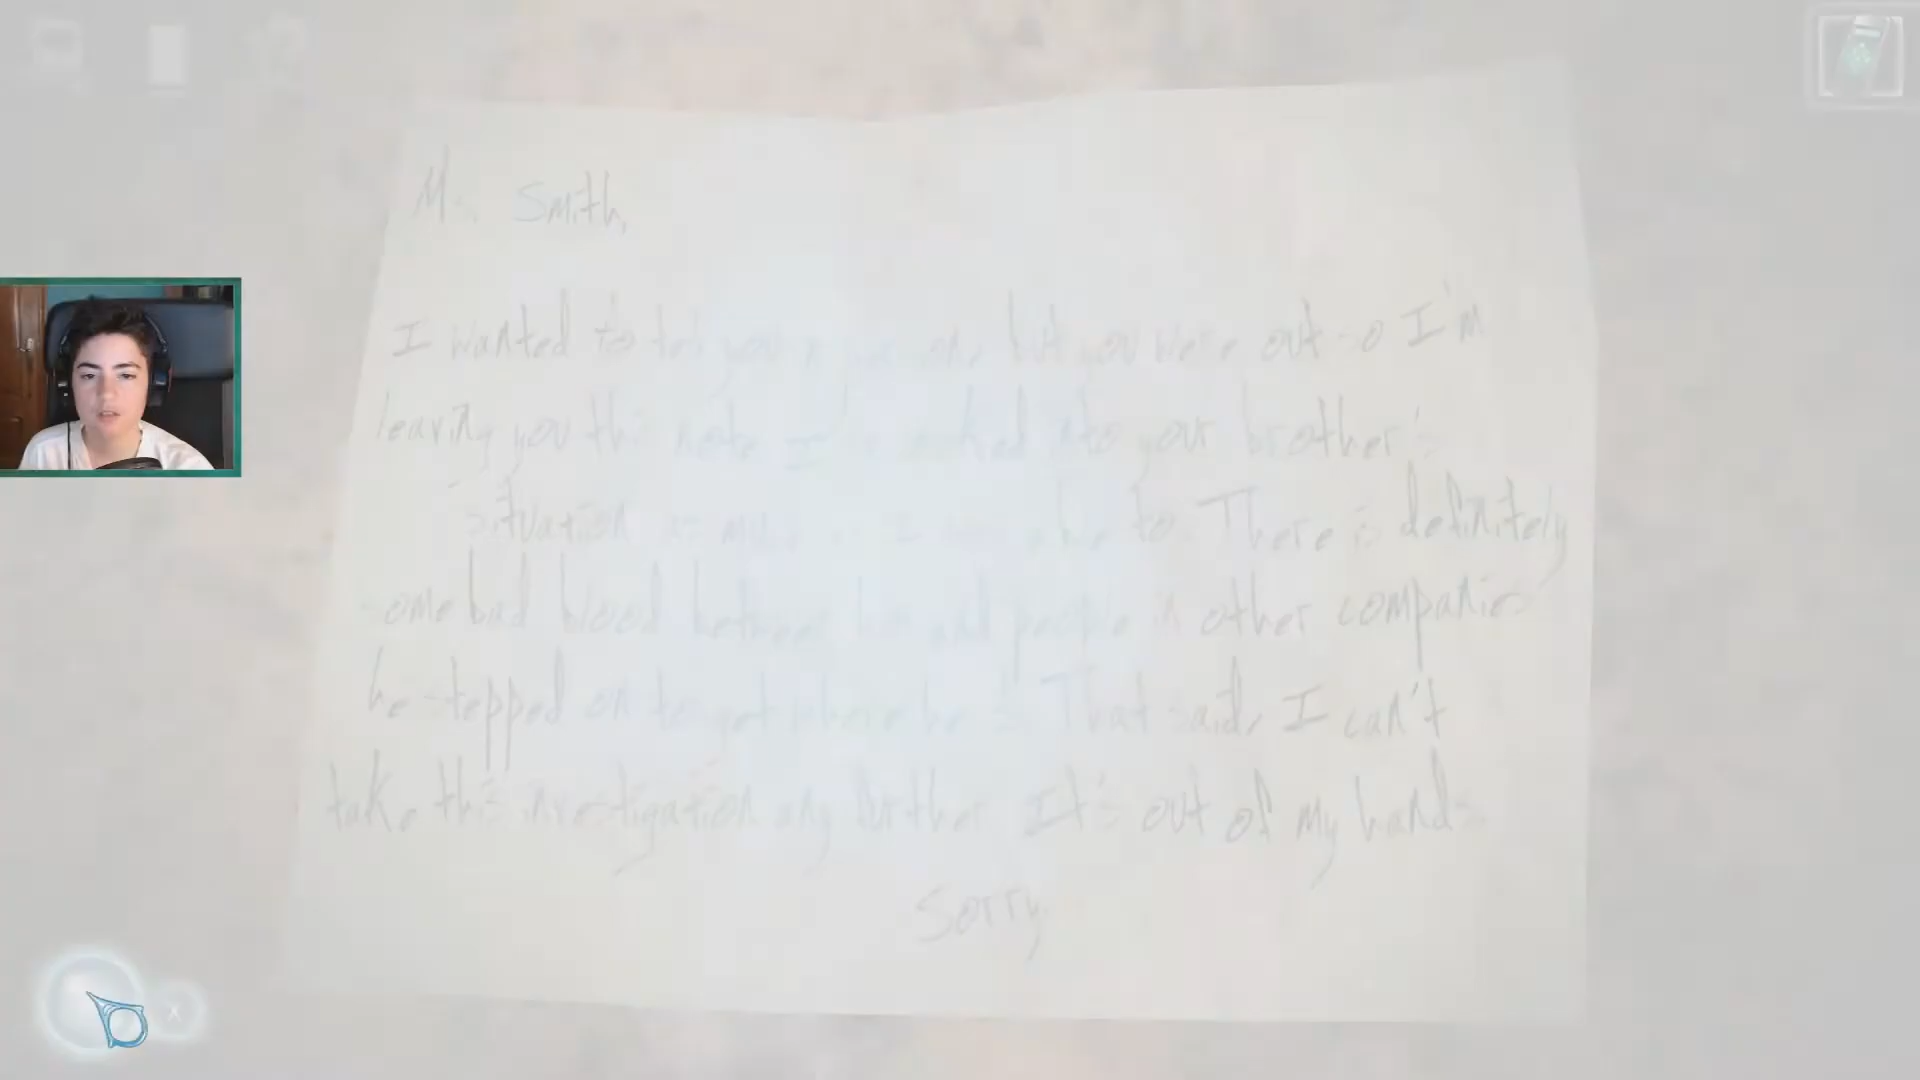 Ms. Smith,
I wanted to tell you in person, but you were out so I'm
leaving you this note. I looked into your brother's
situation as much as I was able to. There is definitely
some bad blood between him and people in other companies
he stepped on to get where he is. That said, I can't
take this investigation any further. It's out of my hands.
Sorry.
X